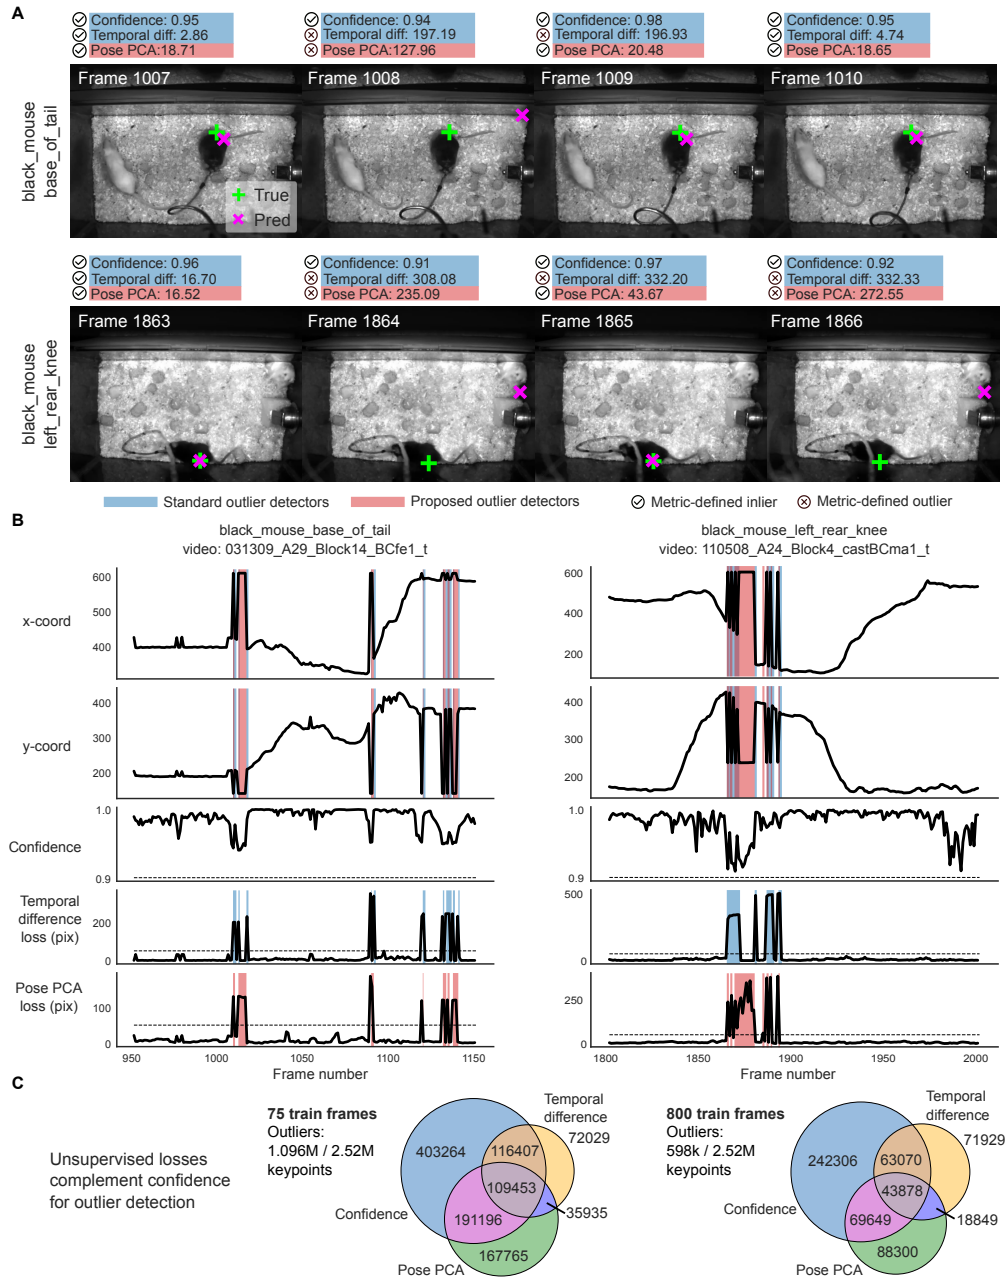 A
Confidence: 0.95
Temporal diff: 2.86
Pose PCA:18.71
Confidence: 0.94
Temporal diff: 197.19
Pose PCA:127.96
Confidence: 0.98
Temporal diff: 196.93
Pose PCA: 20.48
Confidence: 0.95
Temporal diff: 4.74
Pose PCA:18.65
black_mouse
base_of_tail
Frame 1007
Frame 1008
Frame 1009
Frame 1010
True
Pred
Confidence: 0.96
Temporal diff: 16.70
Pose PCA: 16.52
Confidence: 0.91
Temporal diff: 308.08
Pose PCA: 235.09
Confidence: 0.97
Temporal diff: 332.20
Pose PCA: 43.67
Confidence: 0.92
Temporal diff: 332.33
Pose PCA: 272.55
black_mouse
left_rear_knee
Frame 1863
Frame 1864
Frame 1865
Frame 1866
Standard outlier detectors
Proposed outlier detectors
Metric-defined inlier
Metric-defined outlier
B
black_mouse_base_of_tail
video: 031309_A29_Block14_BCfe1_t
black_mouse_left_rear_knee
video: 110508_A24_Block4_castBCma1_t
x-coord
600
500
400
600
400
200
y-coord
400
300
200
400
300
200
Confidence
1.0
0.9
1.0
0.9
Temporal
difference
loss (pix)
200
0
500
0
Pose PCA
loss (pix)
100
0
250
0
950
1000
1050
1100
1150
Frame number
1800
1850
1900
1950
2000
Frame number
C
Unsupervised losses
complement confidence
for outlier detection
75 train frames
Outliers:
1.096M / 2.52M
keypoints
Temporal
difference
72029
403264
116407
109453
35935
191196
167765
Confidence
Pose PCA
800 train frames
Outliers:
598k / 2.52M
keypoints
Temporal
difference
71929
242306
63070
43878
18849
69649
88300
Confidence
Pose PCA